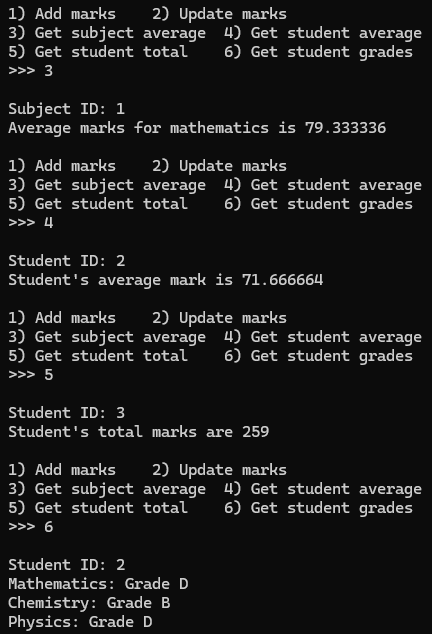 1) Add marks    2) Update marks
3) Get subject average  4) Get student average
5) Get student total    6) Get student grades
>>> 3

Subject ID: 1
Average marks for mathematics is 79.333336

1) Add marks    2) Update marks
3) Get subject average  4) Get student average
5) Get student total    6) Get student grades
>>> 4

Student ID: 2
Student's average mark is 71.666664

1) Add marks    2) Update marks
3) Get subject average  4) Get student average
5) Get student total    6) Get student grades
>>> 5

Student ID: 3
Student's total marks are 259

1) Add marks    2) Update marks
3) Get subject average  4) Get student average
5) Get student total    6) Get student grades
>>> 6

Student ID: 2
Mathematics: Grade D
Chemistry: Grade B
Physics: Grade D